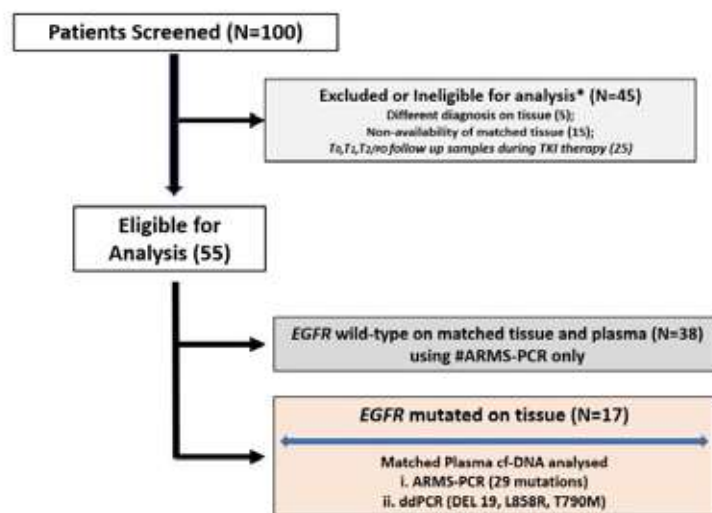 Patients Screened (N=100)
Excluded or Ineligible for analysis* (N=45)
Different diagnosis on tissue (5);
Non-availability of matched tissue (15);
T₀,T₁,T₂/PD follow up samples during TKI therapy (25)
Eligible for
Analysis (55)
EGFR wild-type on matched tissue and plasma (N=38)
using #ARMS-PCR only
EGFR mutated on tissue (N=17)
Matched Plasma cf-DNA analysed
i. ARMS-PCR (29 mutations)
ii. ddPCR (DEL 19, L858R, T790M)